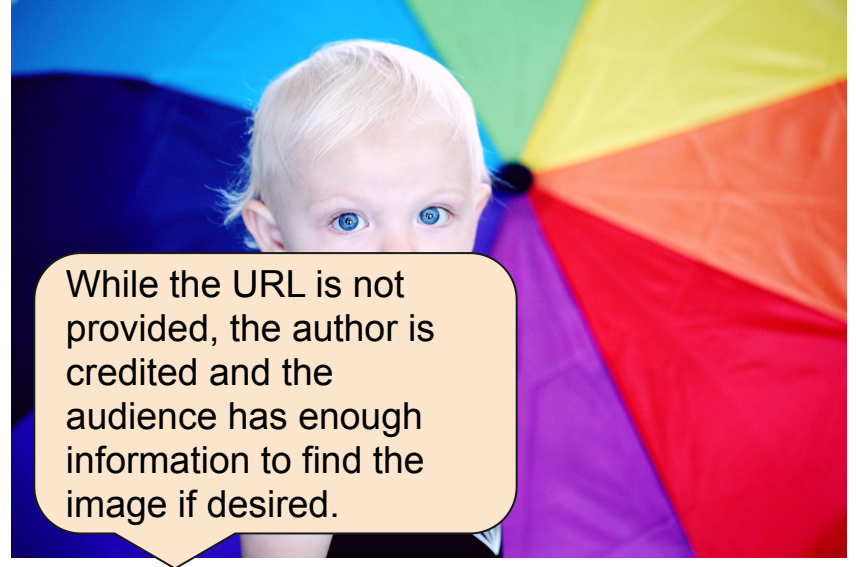 While the URL is not
provided, the author is
credited and the
audience has enough
information to find the
image if desired.